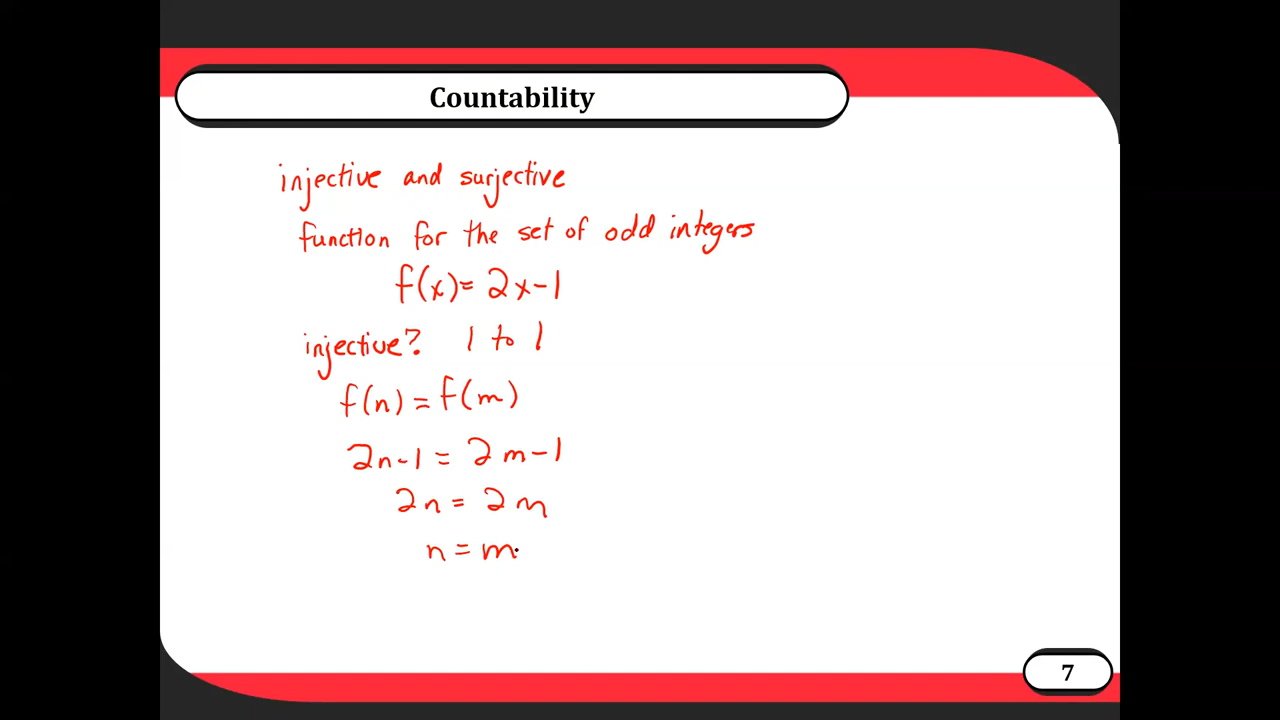 Countability
injective and surjective
function for the set of odd integers
f(x)= 2x-1
injective? 1 to 1
f(n) = f(m)
2n-1 = 2m-1
2n = 2m
n = m
7